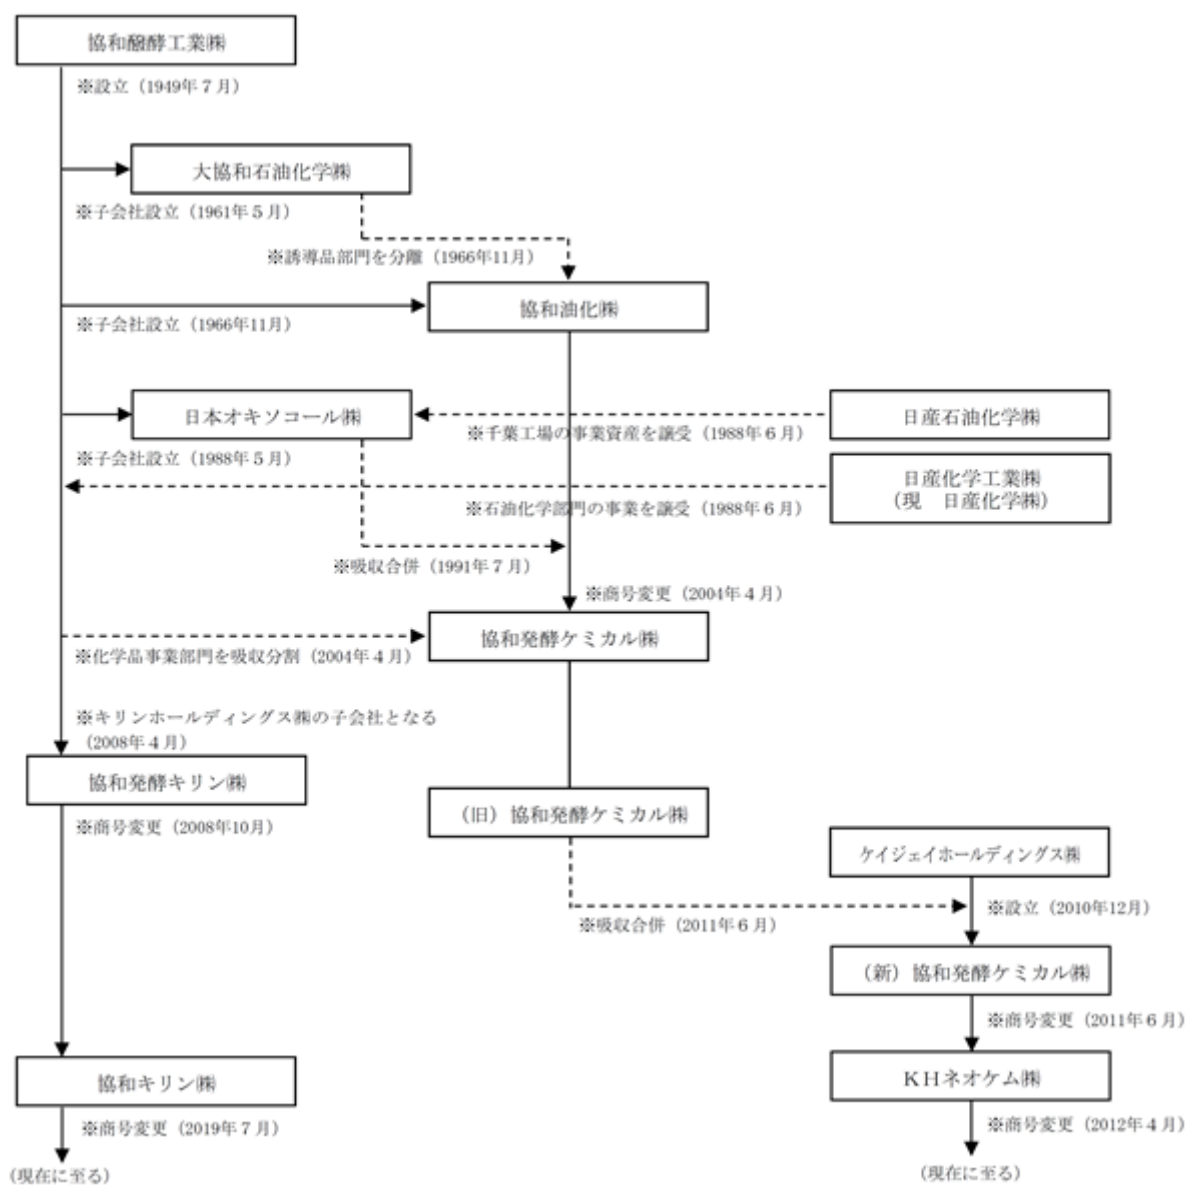 協和醱酵工業㈱
※設立（1949年７月）
大協和石油化学㈱
※子会社設立（1961年５月）
※誘導品部門を分離（1966年11月）
協和油化㈱
※子会社設立（1966年11月）
日本オキソコール㈱
日産石油化学㈱
※千葉工場の事業資産を譲受（1988年６月）
※子会社設立（1988年５月）
日産化学工業㈱
（現　日産化学㈱）
※石油化学部門の事業を譲受（1988年６月）
※吸収合併（1991年７月）
※商号変更（2004年４月）
協和発酵ケミカル㈱
※化学品事業部門を吸収分割（2004年４月）
※キリンホールディングス㈱の子会社となる
（2008年４月）
協和発酵キリン㈱
（旧）協和発酵ケミカル㈱
※商号変更（2008年10月）
ケイジェイホールディングス㈱
※設立（2010年12月）
※吸収合併（2011年６月）
（新）協和発酵ケミカル㈱
※商号変更（2011年６月）
協和キリン㈱
ＫＨネオケム㈱
※商号変更（2019年７月）
※商号変更（2012年４月）
（現在に至る）
（現在に至る）